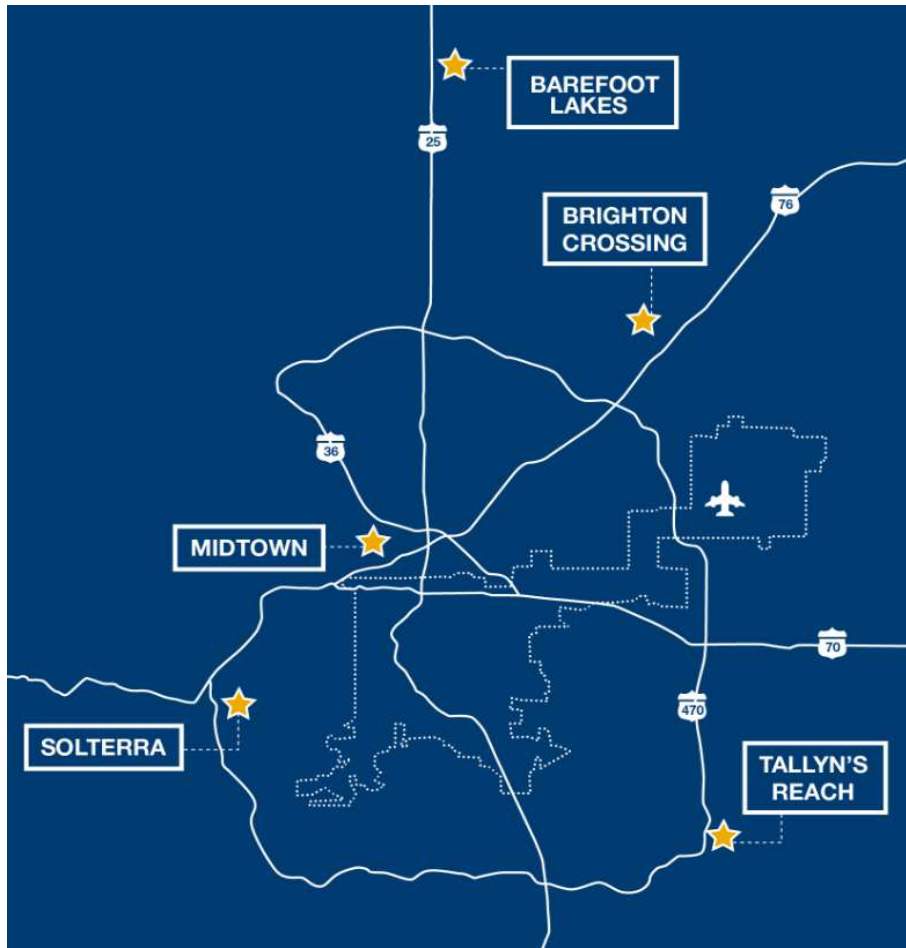 BAREFOOT
LAKES
25
76
BRIGHTON
CROSSING
36
MIDTOWN
70
470
SOLTERRA
TALLYN'S
REACH